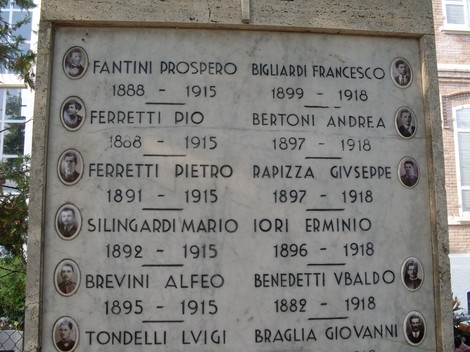 FANTINI PROSPERO
1888 - 1915
FERRETTI PIO
1888 - 1915
FERRETTI PIETRO
1891 - 1915
SILINGARDI MARIO
1892 - 1915
BREVINI ALFEO
1895 - 1915
TONDELLI LVIGI
BIGLIARDI FRANCESCO
1899 - 1918
BERTONI ANDREA
1897 - 1918
RAPIZZA GIVSEPPE
1897 - 1918
IORI ERMINIO
1896 - 1918
BENEDETTI VBALDO
1882 - 1918
BRAGLIA GIOVANNI